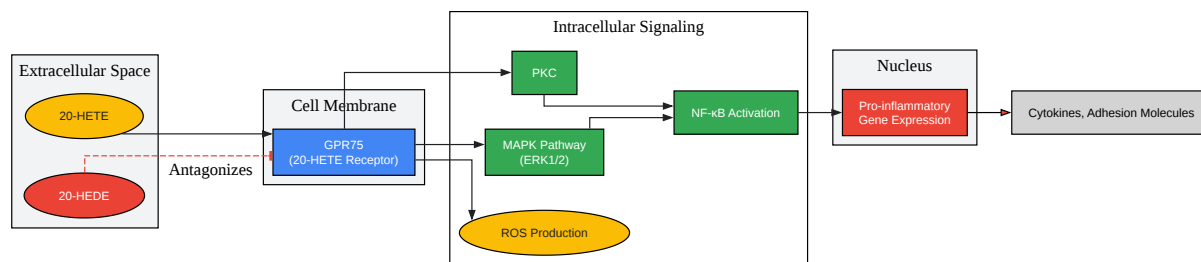 Extracellular Space
20-HETE
20-HEDE
Antagonizes
Cell Membrane
GPR75
(20-HETE Receptor)
Intracellular Signaling
PKC
MAPK Pathway
(ERK1/2)
ROS Production
NF-κB Activation
Nucleus
Pro-inflammatory
Gene Expression
Cytokines, Adhesion Molecules